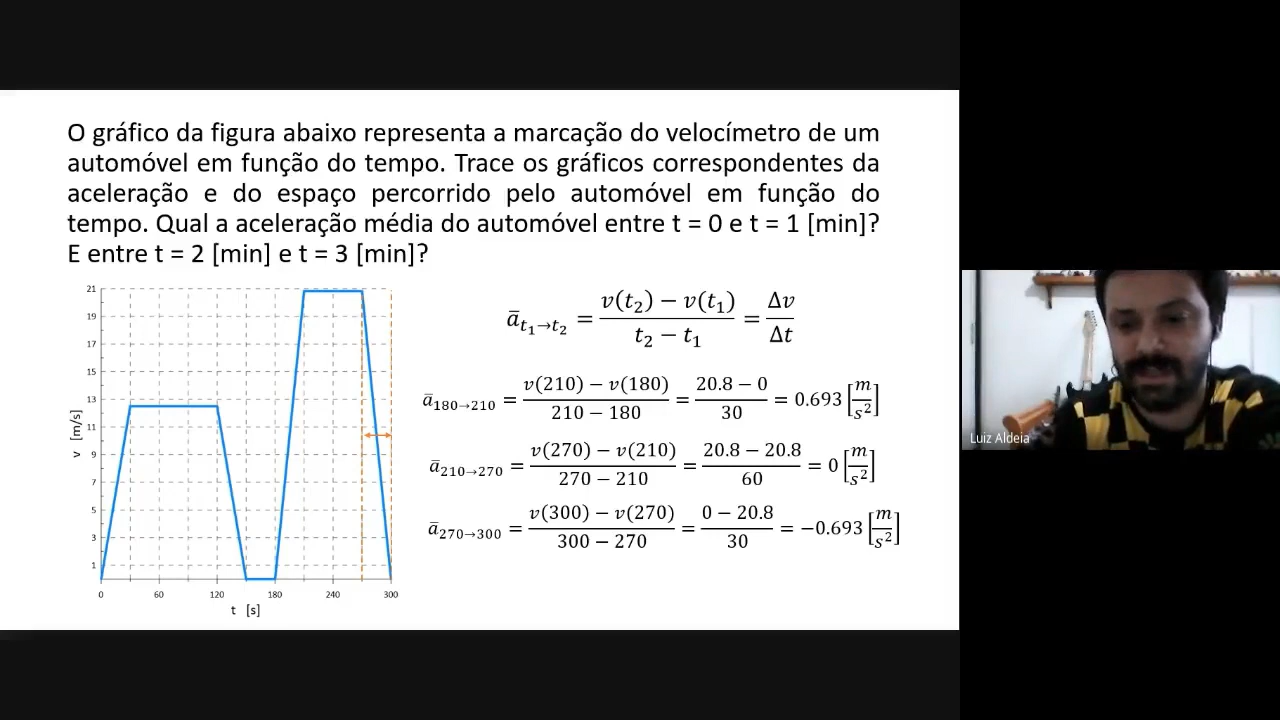 O gráfico da figura abaixo representa a marcação do velocímetro de um
automóvel em função do tempo. Trace os gráficos correspondentes da
aceleração e do espaço percorrido pelo automóvel em função do
tempo. Qual a aceleração média do automóvel entre t = 0 e t = 1 [min]?
E entre t = 2 [min] e t = 3 [min]?
21
19
17
15
13
11
9
7
5
3
1
v [m/s]
0 60 120 180 240 300
t [s]
ā_{t₁→t₂} = (v(t₂) − v(t₁))/(t₂ − t₁) = Δv/Δt
ā_{180→210} = (v(210) − v(180))/(210 − 180) = (20.8 − 0)/30 = 0.693 [m/s²]
ā_{210→270} = (v(270) − v(210))/(270 − 210) = (20.8 − 20.8)/60 = 0 [m/s²]
ā_{270→300} = (v(300) − v(270))/(300 − 270) = (0 − 20.8)/30 = −0.693 [m/s²]
Luiz Aldeia